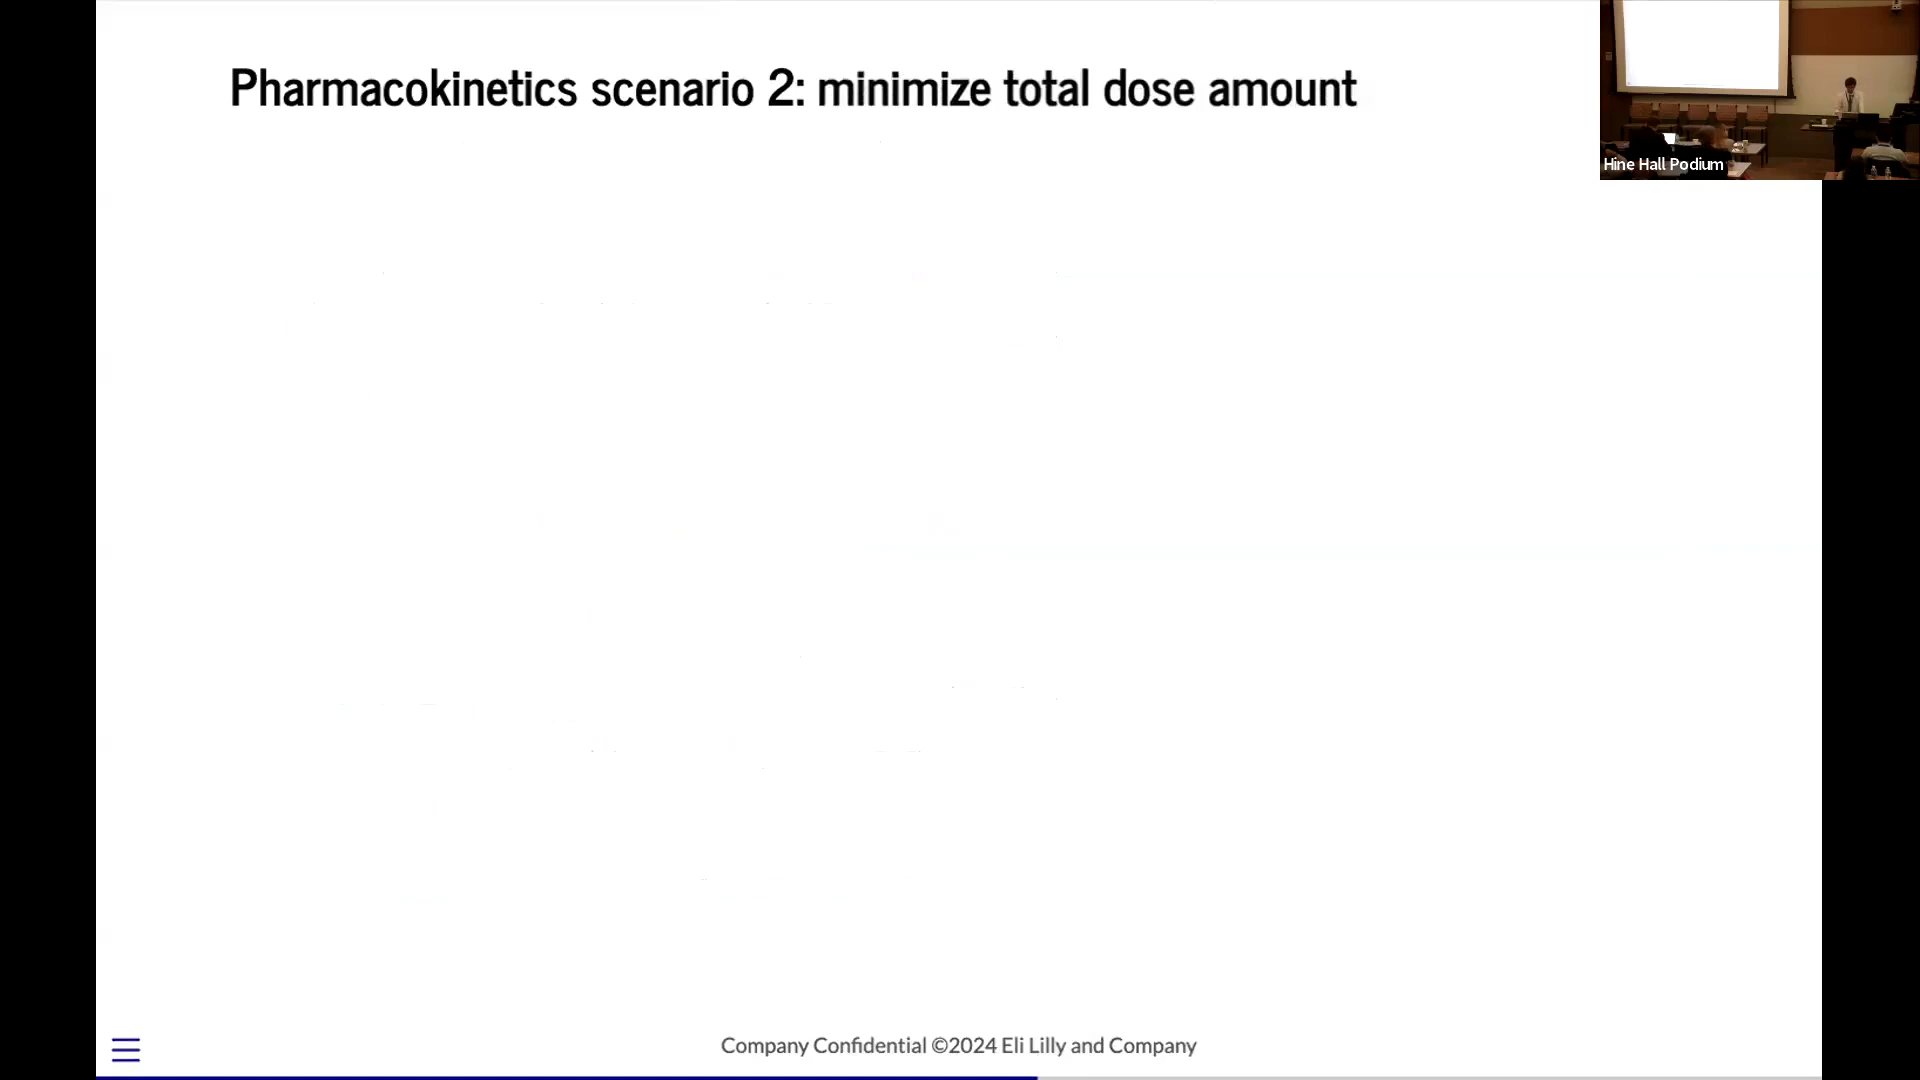 Pharmacokinetics scenario 2: minimize total dose amount
Hine Hall Podium
Company Confidential ©2024 Eli Lilly and Company